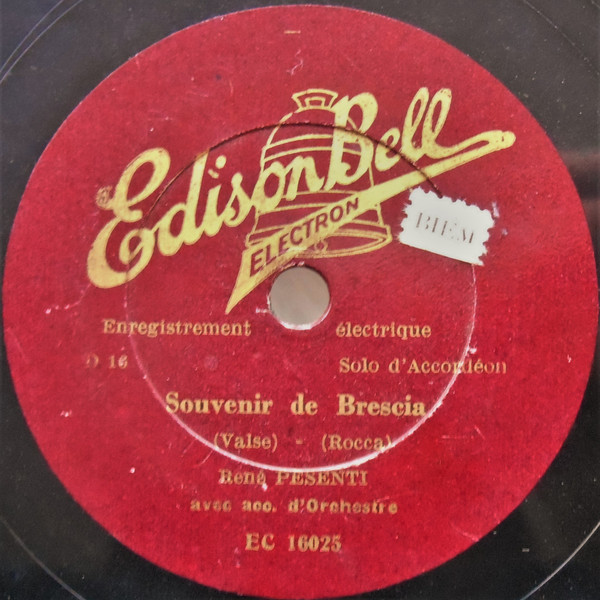 Edison Bell
ELECTRON
BIEM
Enregistrement électrique
D 16 Solo d'Accordéon
Souvenir de Brescia
(Valse) - (Rocca)
René PESENTI
avec acc. d'Orchestre
EC 16025